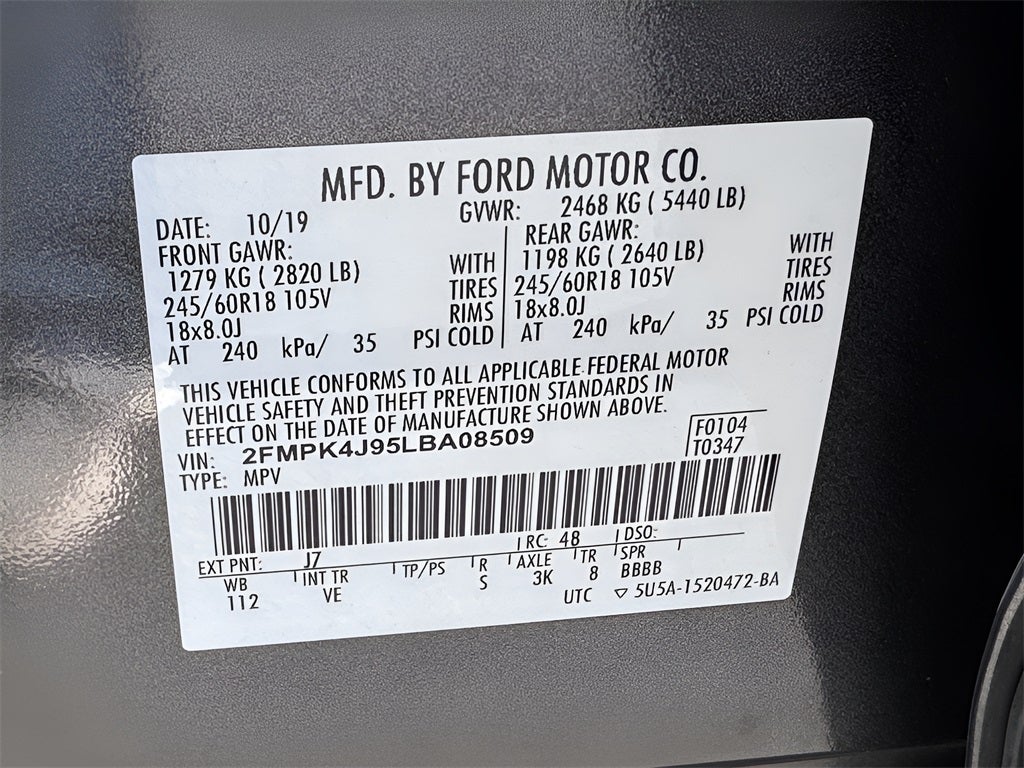 MFD. BY FORD MOTOR CO.
DATE: 10/19 GVWR: 2468 KG ( 5440 LB)
FRONT GAWR: REAR GAWR:
1279 KG ( 2820 LB) WITH 1198 KG ( 2640 LB) WITH
245/60R18 105V TIRES 245/60R18 105V TIRES
18x8.0J RIMS 18x8.0J RIMS
AT 240 kPa/ 35 PSI COLD AT 240 kPa/ 35 PSI COLD
THIS VEHICLE CONFORMS TO ALL APPLICABLE FEDERAL MOTOR
VEHICLE SAFETY AND THEFT PREVENTION STANDARDS IN
EFFECT ON THE DATE OF MANUFACTURE SHOWN ABOVE.
F0104
VIN: 2FMPK4J95LBA08509
T0347
TYPE: MPV
EXT PNT: J7 RC: 48 DSO:
WB INT TR TP/PS R AXLE TR SPR
112 VE S 3K 8 BBBB
UTC ▽ 5U5A-1520472-BA